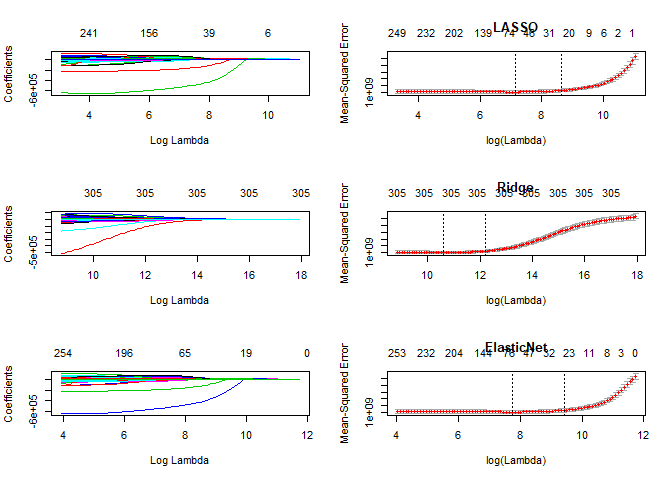 241 156 39 6
Coefficients
-6e+05
4 6 8 10
Log Lambda
LASSO
249 232 202 139 74 46 31 20 9 6 2 1
Mean-Squared Error
1e+09
4 6 8 10
log(Lambda)
305 305 305 305 305
Coefficients
-5e+05
10 12 14 16 18
Log Lambda
Ridge
305 305 305 305 305 305 305 305 305 305
Mean-Squared Error
1e+09
10 12 14 16 18
log(Lambda)
254 196 65 19 0
Coefficients
-6e+05
4 6 8 10 12
Log Lambda
ElasticNet
253 232 204 144 76 47 32 23 11 8 3 0
Mean-Squared Error
1e+09
4 6 8 10
log(Lambda)